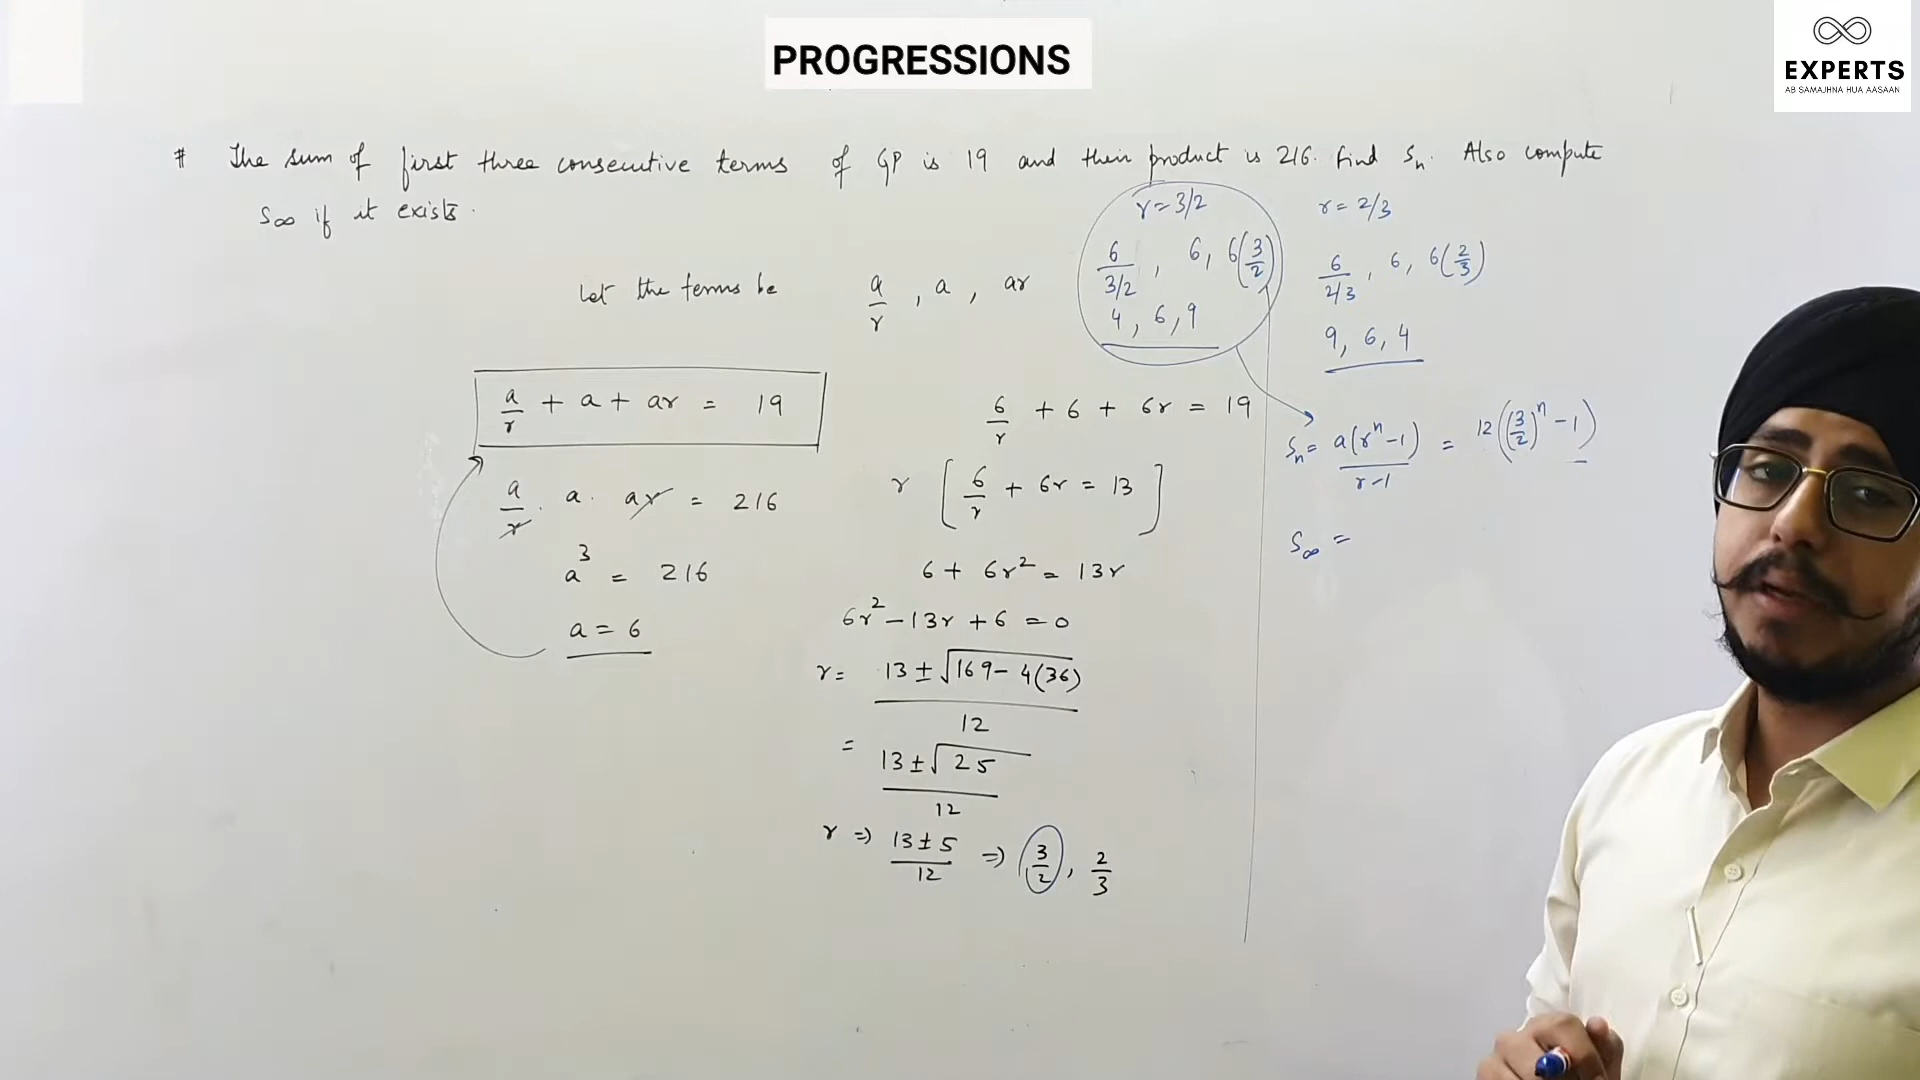 PROGRESSIONS
EXPERTS
AB SAMAJHNA HUA AASAAN
# The sum of first three consecutive terms of GP is 19 and their product is 216. Find Sn. Also compute
S∞ if it exists.
Let the terms be a/r, a, ar
a/r + a + ar = 19
a/r . a . ar = 216
a³ = 216
a = 6
6/r + 6 + 6r = 19
r [6/r + 6r = 13]
6 + 6r² = 13r
6r² - 13r + 6 = 0
r = 13 ± √169 - 4(36) / 12
= 13 ± √25 / 12
r => 13 ± 5 / 12 => 3/2, 2/3
r = 3/2
6 / 3/2, 6, 6(3/2)
4, 6, 9
r = 2/3
6 / 2/3, 6, 6(2/3)
9, 6, 4
Sn = a(rⁿ - 1) / r - 1 = 12((3/2)ⁿ - 1)
S∞ =